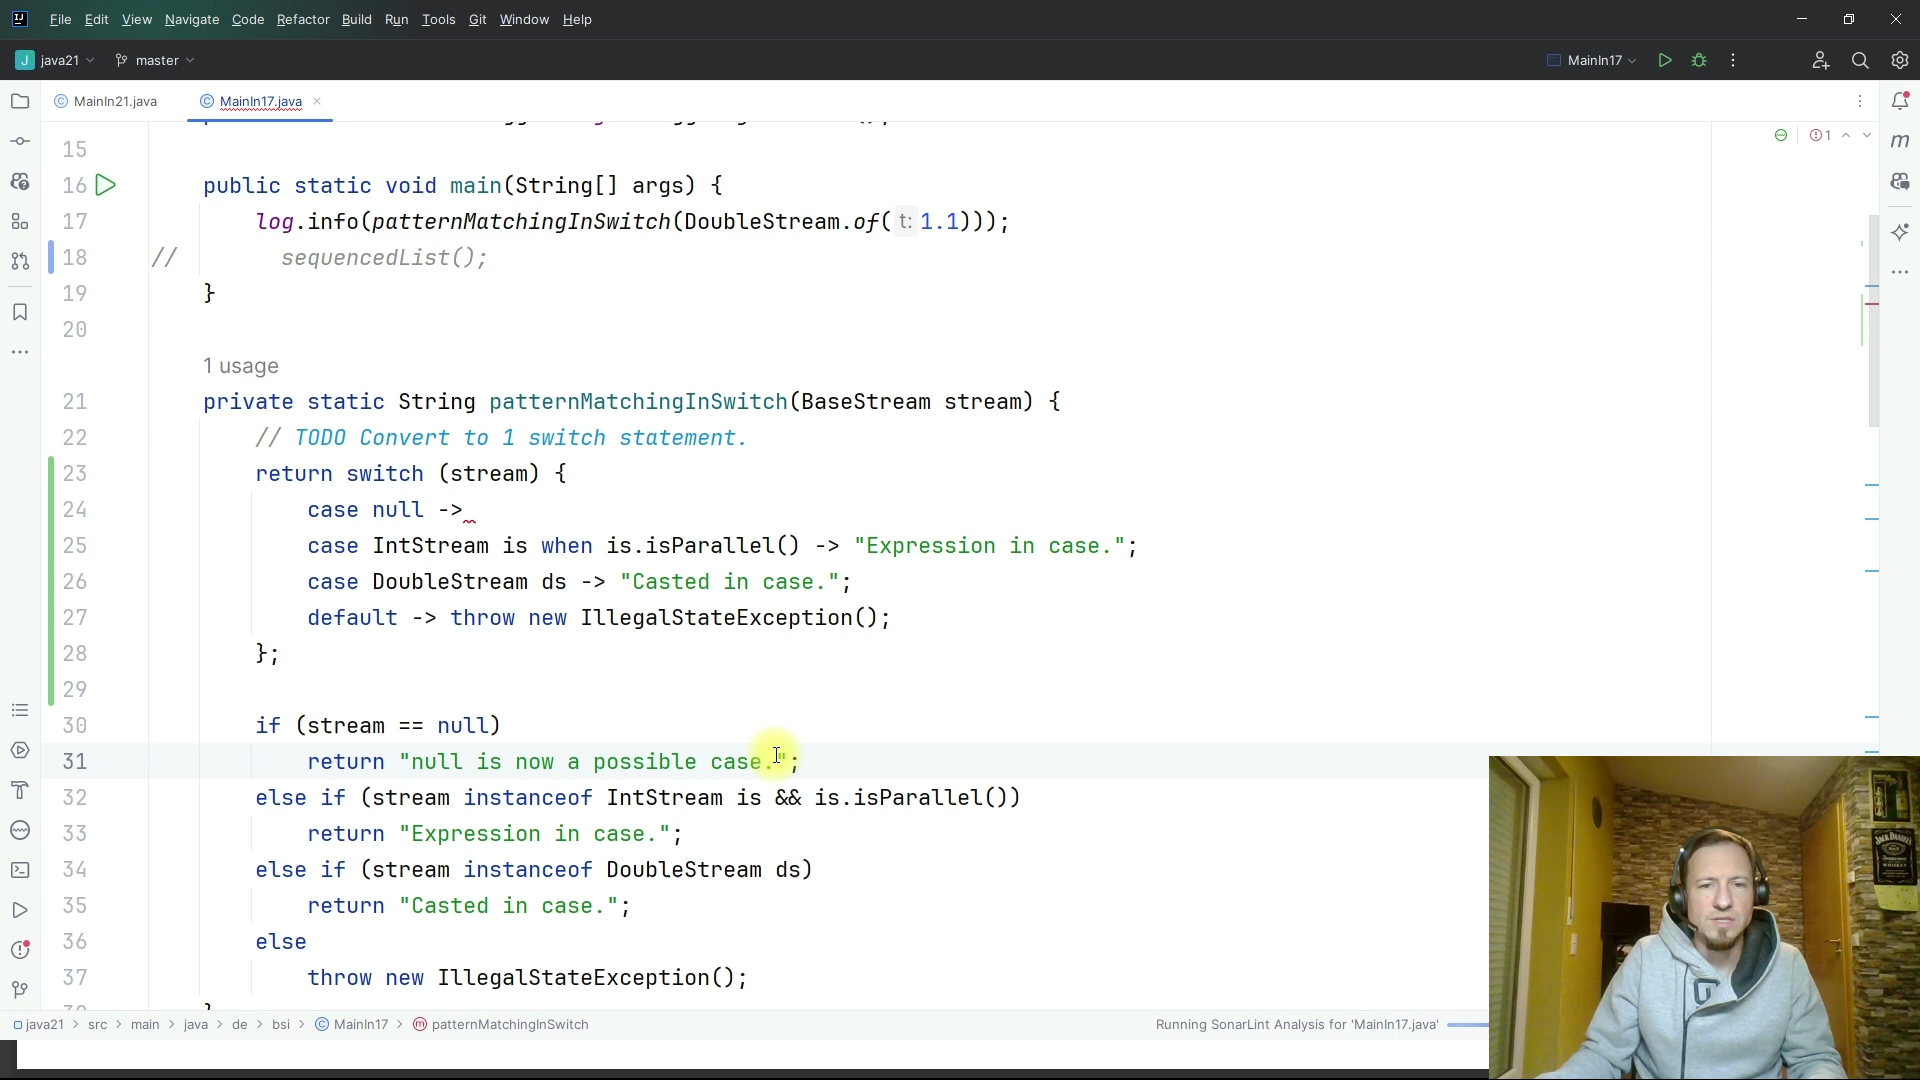 File Edit View Navigate Code Refactor Build Run Tools Git Window Help
J java21 master MainIn17
MainIn21.java MainIn17.java
1
15
16 public static void main(String[] args) {
17 log.info(patternMatchingInSwitch(DoubleStream.of( t: 1.1)));
18 // sequencedList();
19 }
20
1 usage
21 private static String patternMatchingInSwitch(BaseStream stream) {
22 // TODO Convert to 1 switch statement.
23 return switch (stream) {
24 case null ->
25 case IntStream is when is.isParallel() -> "Expression in case.";
26 case DoubleStream ds -> "Casted in case.";
27 default -> throw new IllegalStateException();
28 };
29
30 if (stream == null)
31 return "null is now a possible case.";
32 else if (stream instanceof IntStream is && is.isParallel())
33 return "Expression in case.";
34 else if (stream instanceof DoubleStream ds)
35 return "Casted in case.";
36 else
37 throw new IllegalStateException();
java21 > src > main > java > de > bsi > MainIn17 > patternMatchingInSwitch
Running SonarLint Analysis for 'MainIn17.java'